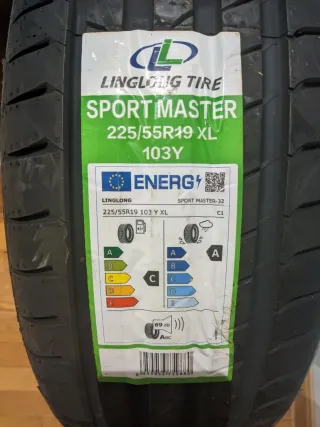 LL
LINGLONG TIRE
SPORT MASTER
225/55R19 XL
103Y
ENERG
LINGLONG SPORT MASTER-32
225/55R19 103 Y XL C1
A A
B B
C C
D D
E E
C A
69 dB
ABC